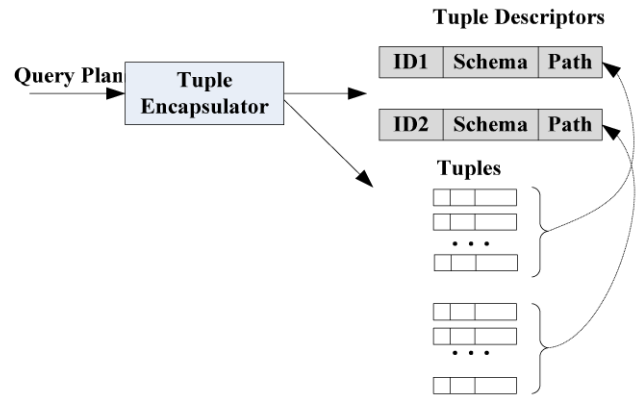 Tuple Descriptors
ID1 Schema Path
Query Plan
Tuple
Encapsulator
ID2 Schema Path
Tuples
• • •
• • •